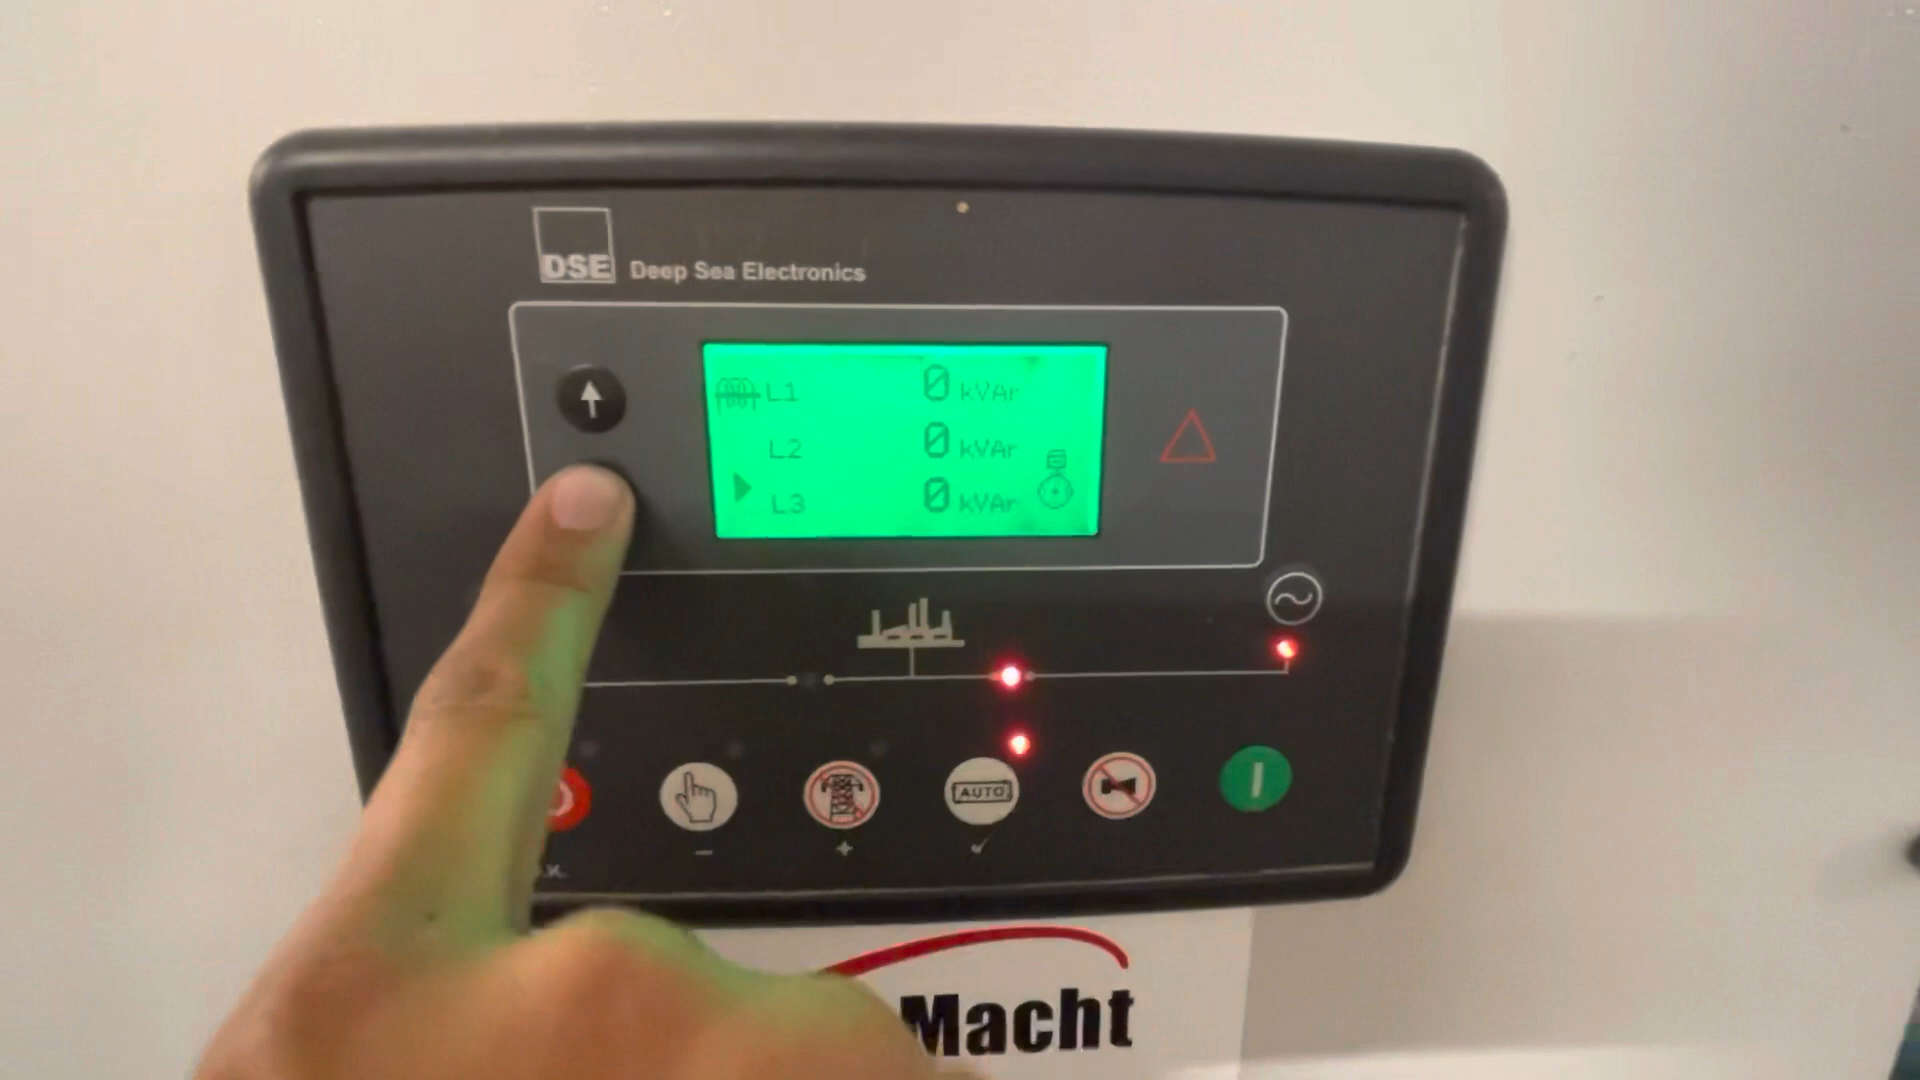 DSE Deep Sea Electronics
L1 0 kVAr
L2 0 kVAr
L3 0 kVAr
AUTO
− + ✓
Macht